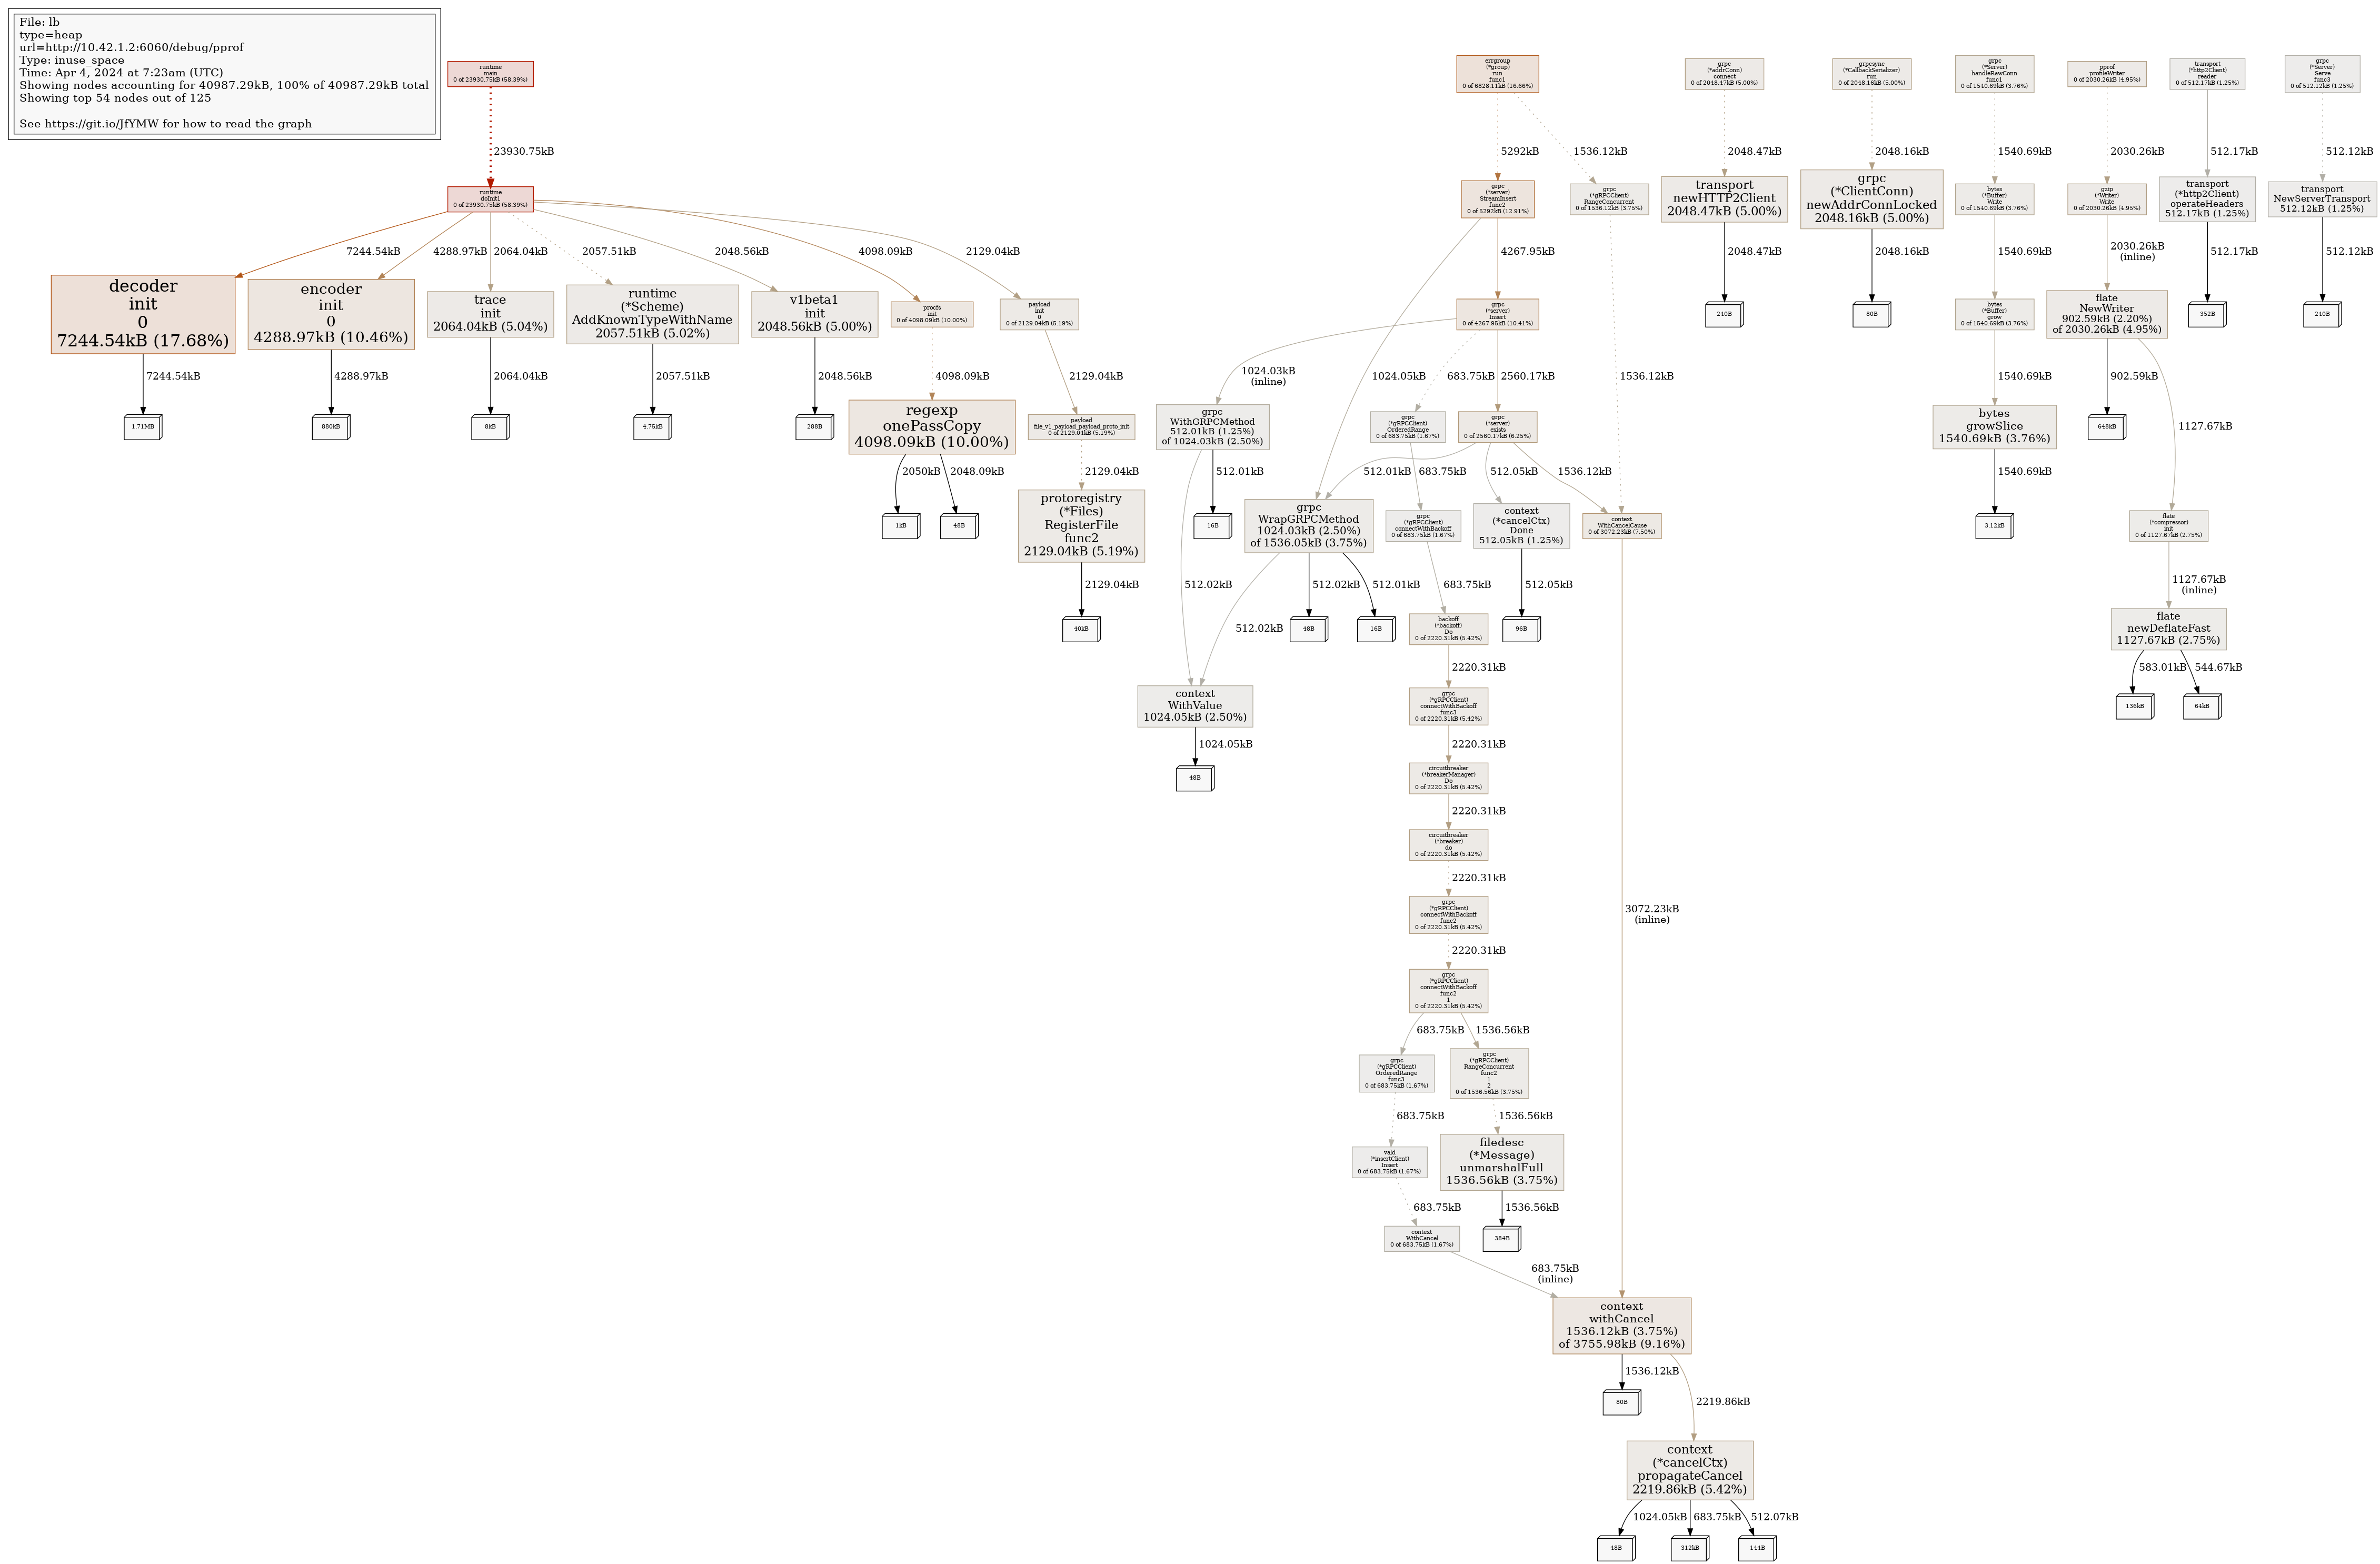 File: lb
type=heap
url=http://10.42.1.2:6060/debug/pprof
Type: inuse_space
Time: Apr 4, 2024 at 7:23am (UTC)
Showing nodes accounting for 40987.29kB, 100% of 40987.29kB total
Showing top 54 nodes out of 125
See https://git.io/JfYMW for how to read the graph
runtime
main
0 of 23930.75kB (58.39%)
errgroup
(*group)
run
func1
0 of 6828.11kB (16.66%)
grpc
(*addrConn)
connect
0 of 2048.47kB (5.00%)
grpcsync
(*CallbackSerializer)
run
0 of 2048.16kB (5.00%)
grpc
(*Server)
handleRawConn
func1
0 of 1540.69kB (3.76%)
pprof
profileWriter
0 of 2030.26kB (4.95%)
transport
(*http2Client)
reader
0 of 512.17kB (1.25%)
grpc
(*Server)
Serve
func3
0 of 512.12kB (1.25%)
23930.75kB
5292kB
1536.12kB
2048.47kB
2048.16kB
1540.69kB
2030.26kB
512.17kB
512.12kB
runtime
doInit1
0 of 23930.75kB (58.39%)
grpc
(*server)
StreamInsert
func2
0 of 5292kB (12.91%)
grpc
(*gRPCClient)
RangeConcurrent
0 of 1536.12kB (3.75%)
transport
newHTTP2Client
2048.47kB (5.00%)
grpc
(*ClientConn)
newAddrConnLocked
2048.16kB (5.00%)
bytes
(*Buffer)
Write
0 of 1540.69kB (3.76%)
gzip
(*Writer)
Write
0 of 2030.26kB (4.95%)
transport
(*http2Client)
operateHeaders
512.17kB (1.25%)
transport
NewServerTransport
512.12kB (1.25%)
7244.54kB
4288.97kB
2064.04kB
2057.51kB
2048.56kB
4098.09kB
2129.04kB
4267.95kB
2048.47kB
2048.16kB
1540.69kB
2030.26kB
(inline)
512.17kB
512.12kB
decoder
init
0
7244.54kB (17.68%)
encoder
init
0
4288.97kB (10.46%)
trace
init
2064.04kB (5.04%)
runtime
(*Scheme)
AddKnownTypeWithName
2057.51kB (5.02%)
v1beta1
init
2048.56kB (5.00%)
procfs
init
0 of 4098.09kB (10.00%)
payload
init
0
0 of 2129.04kB (5.19%)
grpc
(*server)
Insert
0 of 4267.95kB (10.41%)
240B
80B
bytes
(*Buffer)
grow
0 of 1540.69kB (3.76%)
flate
NewWriter
902.59kB (2.20%)
of 2030.26kB (4.95%)
352B
240B
7244.54kB
4288.97kB
2064.04kB
2057.51kB
2048.56kB
4098.09kB
2129.04kB
1024.03kB
(inline)
1024.05kB
683.75kB
2560.17kB
1536.12kB
1540.69kB
902.59kB
1127.67kB
1.71MB
880kB
8kB
4.75kB
288B
regexp
onePassCopy
4098.09kB (10.00%)
payload
file_v1_payload_payload_proto_init
0 of 2129.04kB (5.19%)
grpc
WithGRPCMethod
512.01kB (1.25%)
of 1024.03kB (2.50%)
grpc
(*gRPCClient)
OrderedRange
0 of 683.75kB (1.67%)
grpc
(*server)
exists
0 of 2560.17kB (6.25%)
bytes
growSlice
1540.69kB (3.76%)
648kB
2050kB
2048.09kB
2129.04kB
512.01kB
512.01kB
683.75kB
512.05kB
1536.12kB
1540.69kB
1kB
48B
protoregistry
(*Files)
RegisterFile
func2
2129.04kB (5.19%)
16B
grpc
WrapGRPCMethod
1024.03kB (2.50%)
of 1536.05kB (3.75%)
grpc
(*gRPCClient)
connectWithBackoff
0 of 683.75kB (1.67%)
context
(*cancelCtx)
Done
512.05kB (1.25%)
context
WithCancelCause
0 of 3072.23kB (7.50%)
3.12kB
flate
(*compressor)
init
0 of 1127.67kB (2.75%)
2129.04kB
512.02kB
512.02kB
512.02kB
512.01kB
683.75kB
512.05kB
1127.67kB
(inline)
40kB
48B
16B
backoff
(*backoff)
Do
0 of 2220.31kB (5.42%)
96B
flate
newDeflateFast
1127.67kB (2.75%)
2220.31kB
583.01kB
544.67kB
context
WithValue
1024.05kB (2.50%)
grpc
(*gRPCClient)
connectWithBackoff
func3
0 of 2220.31kB (5.42%)
136kB
64kB
1024.05kB
2220.31kB
48B
circuitbreaker
(*breakerManager)
Do
0 of 2220.31kB (5.42%)
2220.31kB
circuitbreaker
(*breaker)
do
0 of 2220.31kB (5.42%)
2220.31kB
grpc
(*gRPCClient)
connectWithBackoff
func2
0 of 2220.31kB (5.42%)
3072.23kB
(inline)
2220.31kB
grpc
(*gRPCClient)
connectWithBackoff
func2
1
0 of 2220.31kB (5.42%)
683.75kB
1536.56kB
grpc
(*gRPCClient)
OrderedRange
func3
0 of 683.75kB (1.67%)
grpc
(*gRPCClient)
RangeConcurrent
func2
1
2
0 of 1536.56kB (3.75%)
683.75kB
1536.56kB
vald
(*insertClient)
Insert
0 of 683.75kB (1.67%)
filedesc
(*Message)
unmarshalFull
1536.56kB (3.75%)
683.75kB
1536.56kB
context
WithCancel
0 of 683.75kB (1.67%)
384B
683.75kB
(inline)
context
withCancel
1536.12kB (3.75%)
of 3755.98kB (9.16%)
1536.12kB
2219.86kB
80B
context
(*cancelCtx)
propagateCancel
2219.86kB (5.42%)
1024.05kB
683.75kB
512.07kB
48B
312kB
144B